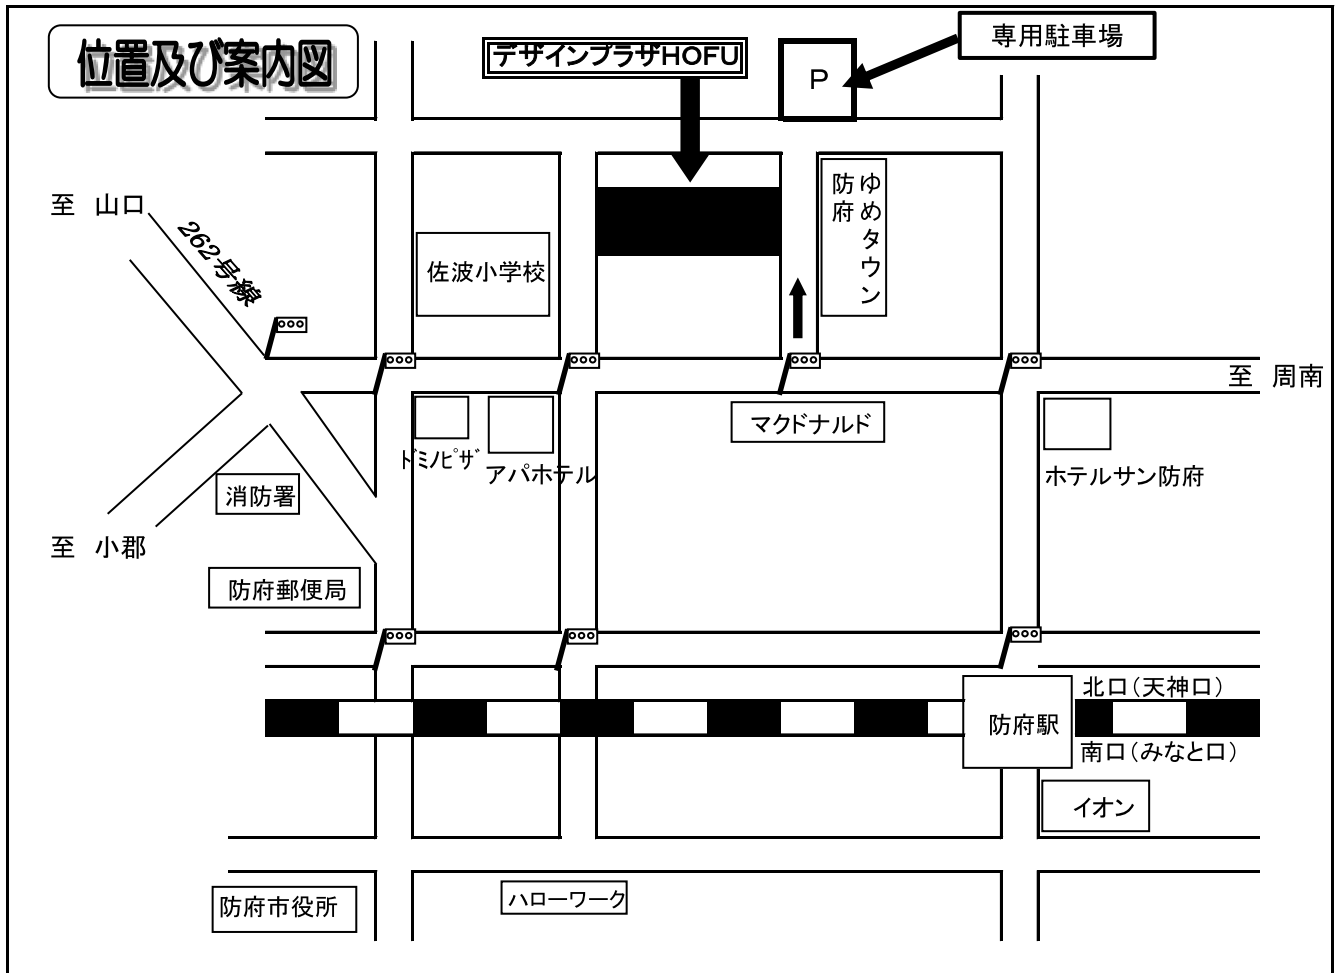 位置及び案内図
デザインプラザHOFU
専用駐車場
P
至 山口
262号線
佐波小学校
ゆめタウン
防府
至 周南
マクドナルド
ドミノピザ
アパホテル
ホテルサン防府
消防署
至 小郡
防府郵便局
北口（天神口）
防府駅
南口（みなと口）
イオン
ハローワーク
防府市役所